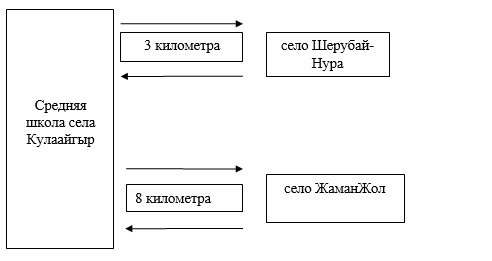 Средняя
школа села
Кулаайгыр
3 километра
село Шерубай-
Нура
8 километра
село ЖаманЖол